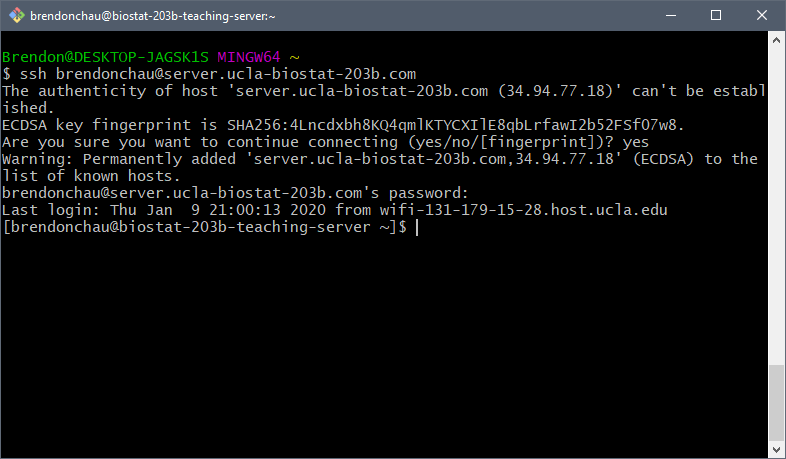 brendonchau@biostat-203b-teaching-server:~
Brendon@DESKTOP-JAGSK1S MINGW64 ~
$ ssh brendonchau@server.ucla-biostat-203b.com
The authenticity of host 'server.ucla-biostat-203b.com (34.94.77.18)' can't be establ
ished.
ECDSA key fingerprint is SHA256:4Lncdxbh8KQ4qmlKTYCXIlE8qbLrfawI2b52FSf07w8.
Are you sure you want to continue connecting (yes/no/[fingerprint])? yes
Warning: Permanently added 'server.ucla-biostat-203b.com,34.94.77.18' (ECDSA) to the
list of known hosts.
brendonchau@server.ucla-biostat-203b.com's password:
Last login: Thu Jan  9 21:00:13 2020 from wifi-131-179-15-28.host.ucla.edu
[brendonchau@biostat-203b-teaching-server ~]$